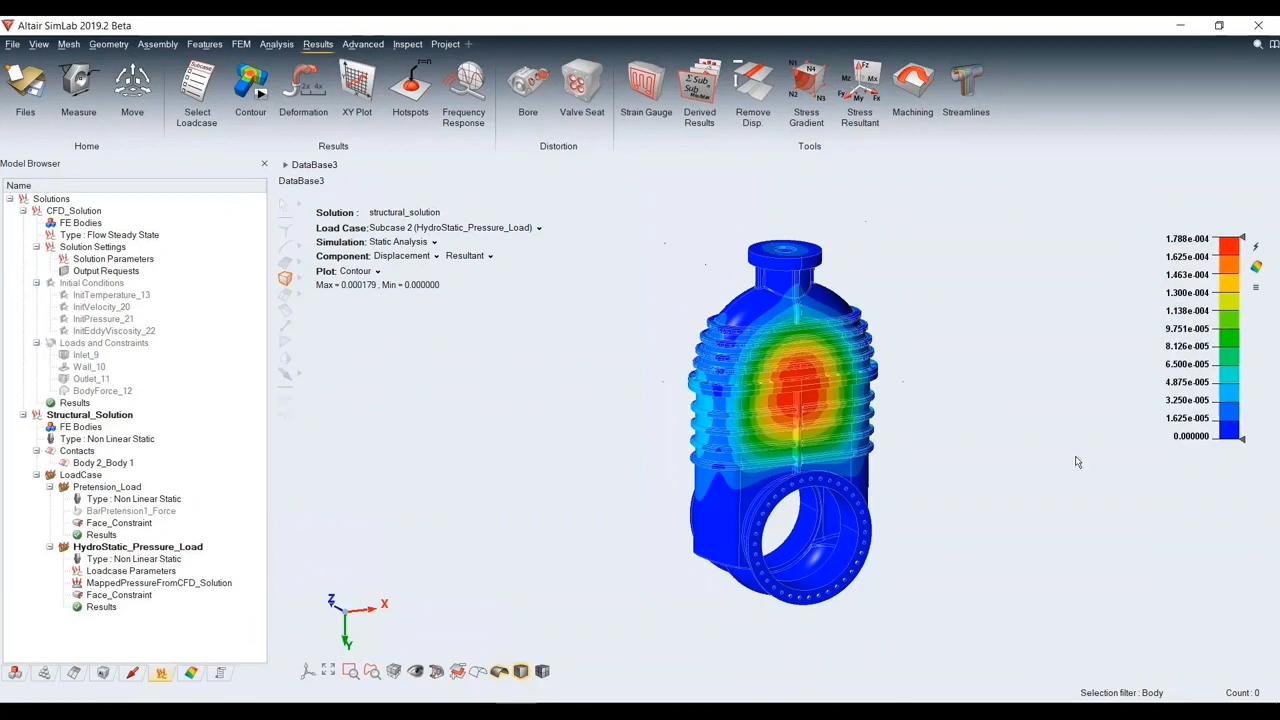 Altair SimLab 2019.2 Beta
File View Mesh Geometry Assembly Features FEM Analysis Results Advanced Inspect Project +
Files Measure Move Select Loadcase Contour Deformation XY Plot Hotspots Frequency Response Bore Valve Seat Strain Gauge Derived Results Remove Disp. Stress Gradient Stress Resultant Machining Streamlines
Home Results Distortion Tools
Model Browser
Name
Solutions
CFD_Solution
FE Bodies
Type : Flow Steady State
Solution Settings
Solution Parameters
Output Requests
Initial Conditions
InitTemperature_13
InitVelocity_20
InitPressure_21
InitEddyViscosity_22
Loads and Constraints
Inlet_9
Wall_10
Outlet_11
BodyForce_12
Results
Structural_Solution
FE Bodies
Type : Non Linear Static
Contacts
Body 2_Body 1
LoadCase
Pretension_Load
Type : Non Linear Static
BarPretension1_Force
Face_Constraint
Results
HydroStatic_Pressure_Load
Type : Non Linear Static
Loadcase Parameters
MappedPressureFromCFD_Solution
Face_Constraint
Results
DataBase3
DataBase3
Solution : structural_solution
Load Case: Subcase 2 (HydroStatic_Pressure_Load)
Simulation: Static Analysis
Component: Displacement Resultant
Plot: Contour
Max = 0.000179 , Min = 0.000000
1.788e-004
1.625e-004
1.463e-004
1.300e-004
1.138e-004
9.751e-005
8.126e-005
6.500e-005
4.875e-005
3.250e-005
1.625e-005
0.000000
Z
X
Y
Selection filter : Body Count: 0